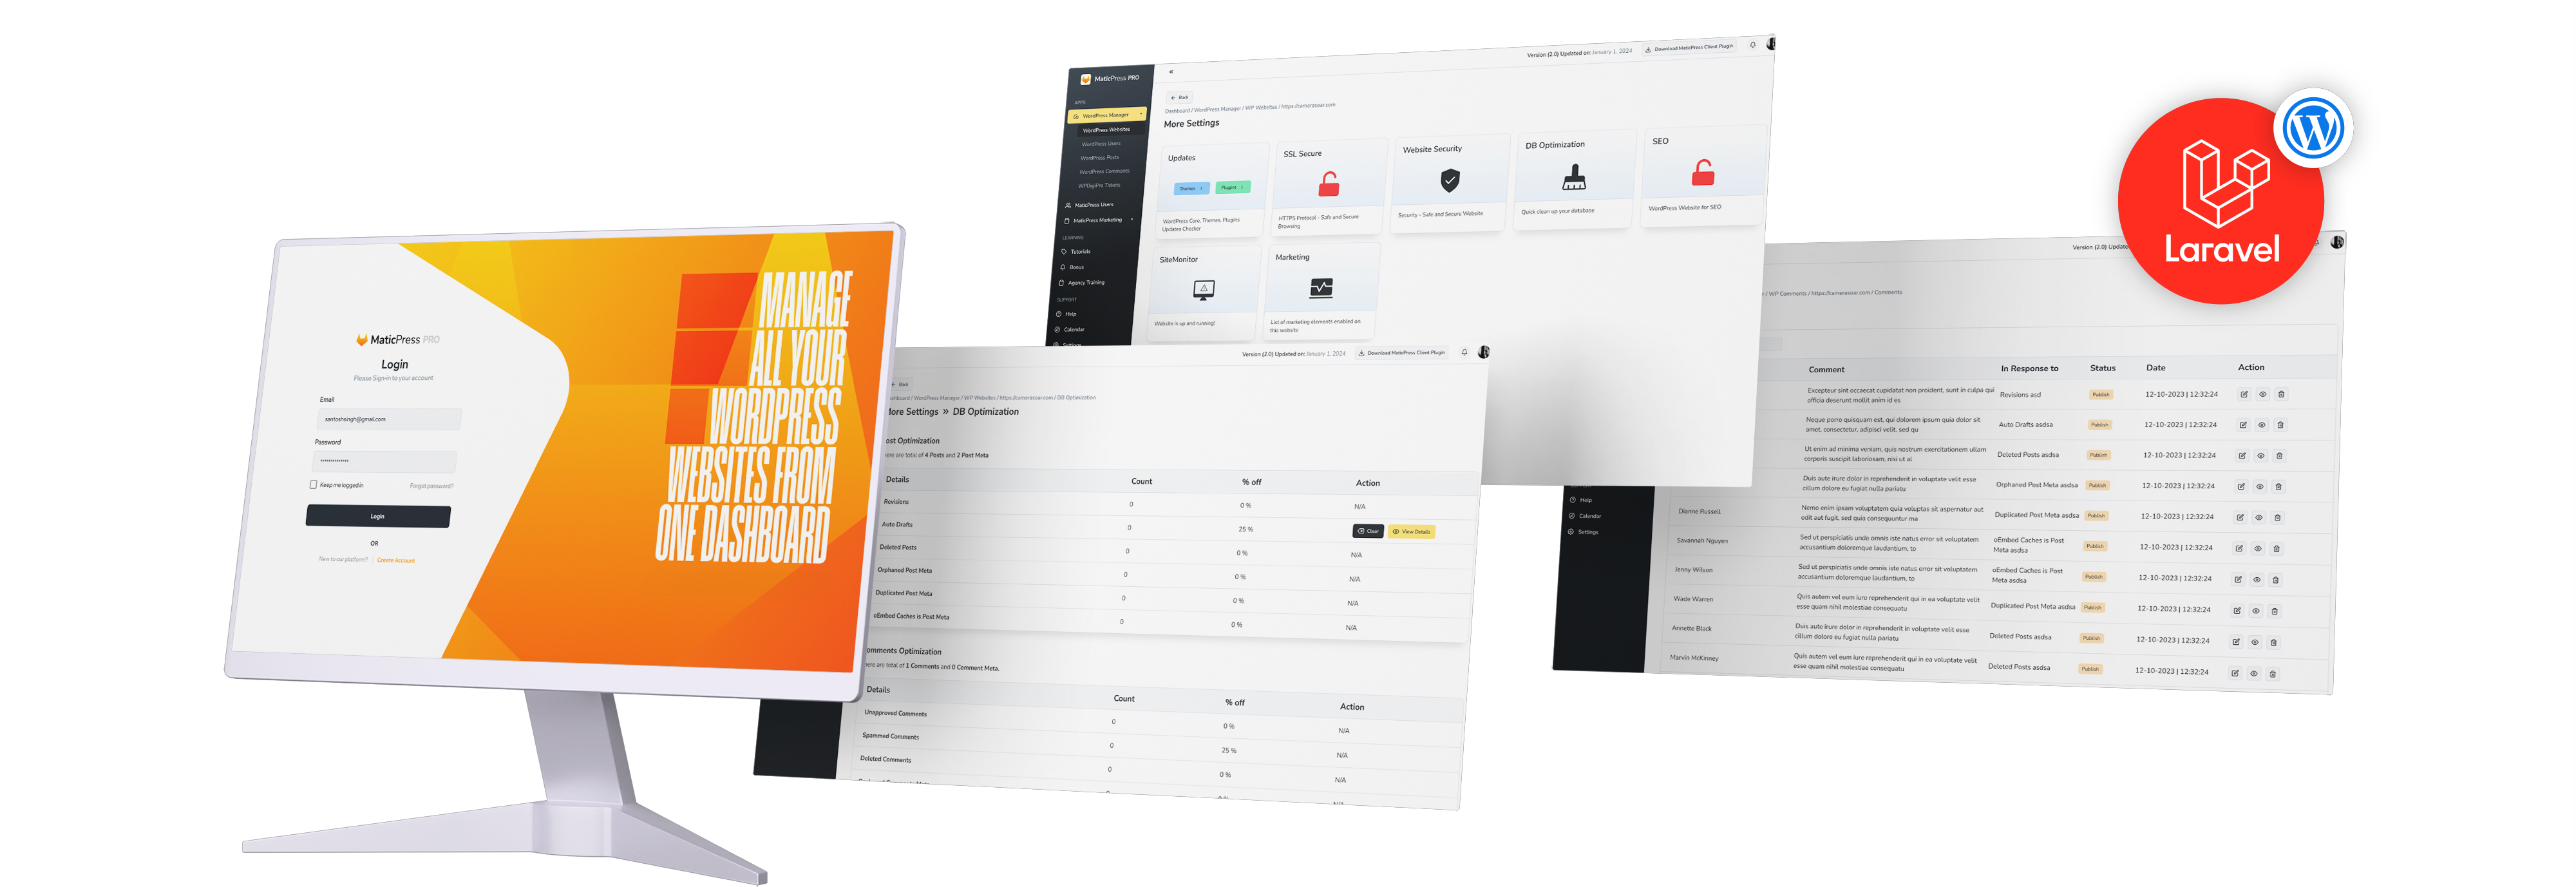 MaticPress PRO
Login
Please Sign-in to your account
Email
santoshsingh@gmail.com
Password
Keep me logged in
Forgot password?
Login
OR
New to our platform?
Create Account
MANAGE
ALL YOUR
WORDPRESS
WEBSITES FROM
ONE DASHBOARD
MaticPress PRO
APPS
WordPress Manager
WordPress Websites
WordPress Users
WordPress Posts
WordPress Comments
WPDigiPro Tickets
MaticPress Users
MaticPress Marketing
LEARNING
Tutorials
Bonus
Agency Training
SUPPORT
Help
Calendar
Settings
Version (2.0) Updated on: January 1, 2024
Download MaticPress Client Plugin
Back
Dashboard / WordPress Manager / WP Websites / https://camerasoar.com
More Settings
Updates
Themes
Plugins
WordPress Core, Themes, Plugins
Updates Checker
SSL Secure
HTTPS Protocol - Safe and Secure
Browsing
Website Security
Security - Safe and Secure Website
DB Optimization
Quick clean up your database
SEO
WordPress Website for SEO
SiteMonitor
Website is up and running!
Marketing
List of marketing elements enabled on
this website
Version (2.0) Updated on: January 1, 2024
Download MaticPress Client Plugin
Back
/ WordPress Manager / WP Websites / https://camerasoar.com / DB Optimization
Settings » DB Optimization
Optimization
are total of 4 Posts and 2 Post Meta
Details Count % off Action
Revisions 0 0 % N/A
Auto Drafts 0 25 % Clear View Details
Deleted Posts 0 0 % N/A
Orphaned Post Meta 0 0 % N/A
Duplicated Post Meta 0 0 % N/A
oEmbed Caches is Post Meta 0 0 % N/A
Optimization
are total of 1 Comments and 0 Comment Meta.
Details Count % off Action
Unapproved Comments 0 0 % N/A
Spammed Comments 0 25 % N/A
Deleted Comments 0 0 % N/A
Laravel
Version (2.0)
/ WP Comments / https://camerasoar.com / Comments
Help
Calendar
Settings
Comment In Response to Status Date Action
Excepteur sint occaecat cupidatat non proident, sunt in culpa qui
officia deserunt mollit anim id es
Revisions asd Publish 12-10-2023 | 12:32:24
Neque porro quisquam est, qui dolorem ipsum quia dolor sit
amet, consectetur, adipisci velit, sed qu
Auto Drafts asdsa Publish 12-10-2023 | 12:32:24
Ut enim ad minima veniam, quis nostrum exercitationem ullam
corporis suscipit laboriosam, nisi ut al
Deleted Posts asdsa Publish 12-10-2023 | 12:32:24
Duis aute irure dolor in reprehenderit in voluptate velit esse
cillum dolore eu fugiat nulla pariatu
Orphaned Post Meta asdsa Publish 12-10-2023 | 12:32:24
Dianne Russell
Nemo enim ipsam voluptatem quia voluptas sit aspernatur aut
odit aut fugit, sed quia consequuntur ma
Duplicated Post Meta asdsa Publish 12-10-2023 | 12:32:24
Savannah Nguyen
Sed ut perspiciatis unde omnis iste natus error sit voluptatem
accusantium doloremque laudantium, to
oEmbed Caches is Post
Meta asdsa
Publish 12-10-2023 | 12:32:24
Jenny Wilson
Sed ut perspiciatis unde omnis iste natus error sit voluptatem
accusantium doloremque laudantium, to
oEmbed Caches is Post
Meta asdsa
Publish 12-10-2023 | 12:32:24
Wade Warren
Quis autem vel eum iure reprehenderit qui in ea voluptate velit
esse quam nihil molestiae consequatu
Duplicated Post Meta asdsa Publish 12-10-2023 | 12:32:24
Annette Black
Duis aute irure dolor in reprehenderit in voluptate velit esse
cillum dolore eu fugiat nulla pariatu
Deleted Posts asdsa Publish 12-10-2023 | 12:32:24
Marvin McKinney
Quis autem vel eum iure reprehenderit qui in ea voluptate velit
esse quam nihil molestiae consequatu
Deleted Posts asdsa Publish 12-10-2023 | 12:32:24